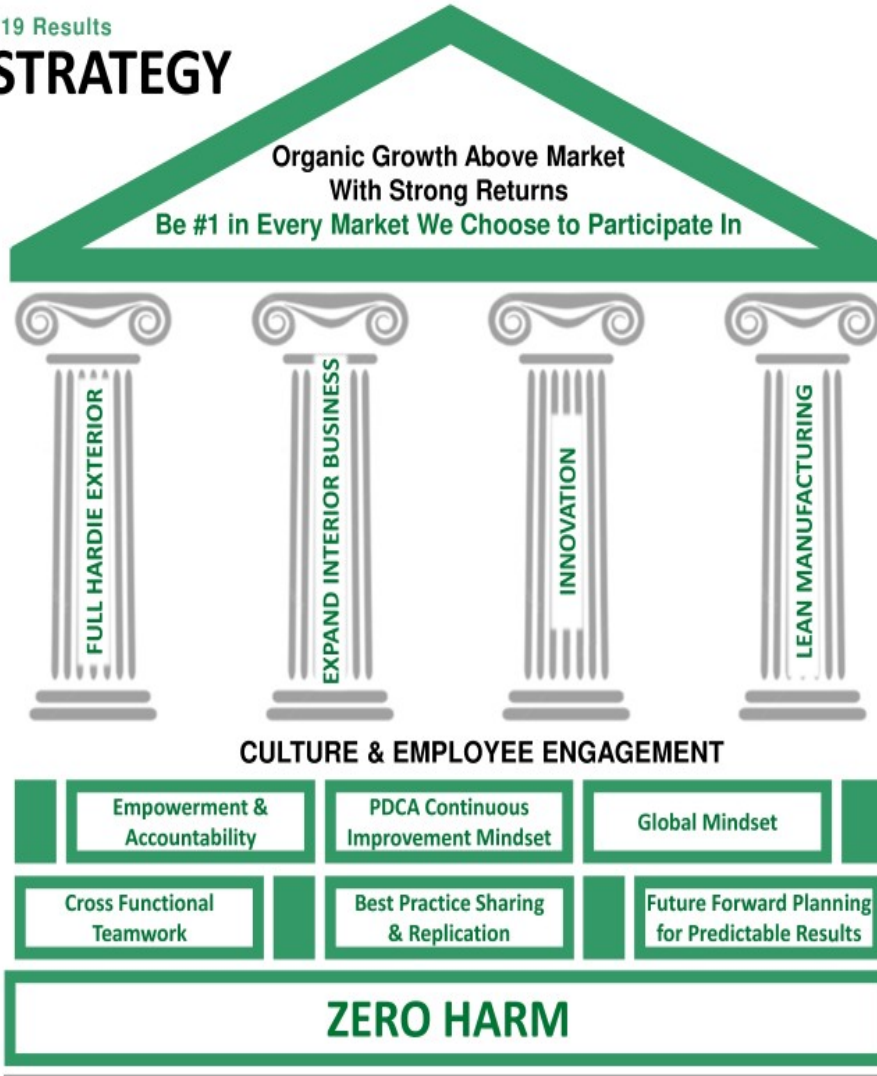 19 Results
STRATEGY
Organic Growth Above Market
With Strong Returns
Be #1 in Every Market We Choose to Participate In
FULL HARDIE EXTERIOR
EXPAND INTERIOR BUSINESS
INNOVATION
LEAN MANUFACTURING
CULTURE & EMPLOYEE ENGAGEMENT
Empowerment &
Accountability
PDCA Continuous
Improvement Mindset
Global Mindset
Cross Functional
Teamwork
Best Practice Sharing
& Replication
Future Forward Planning
for Predictable Results
ZERO HARM